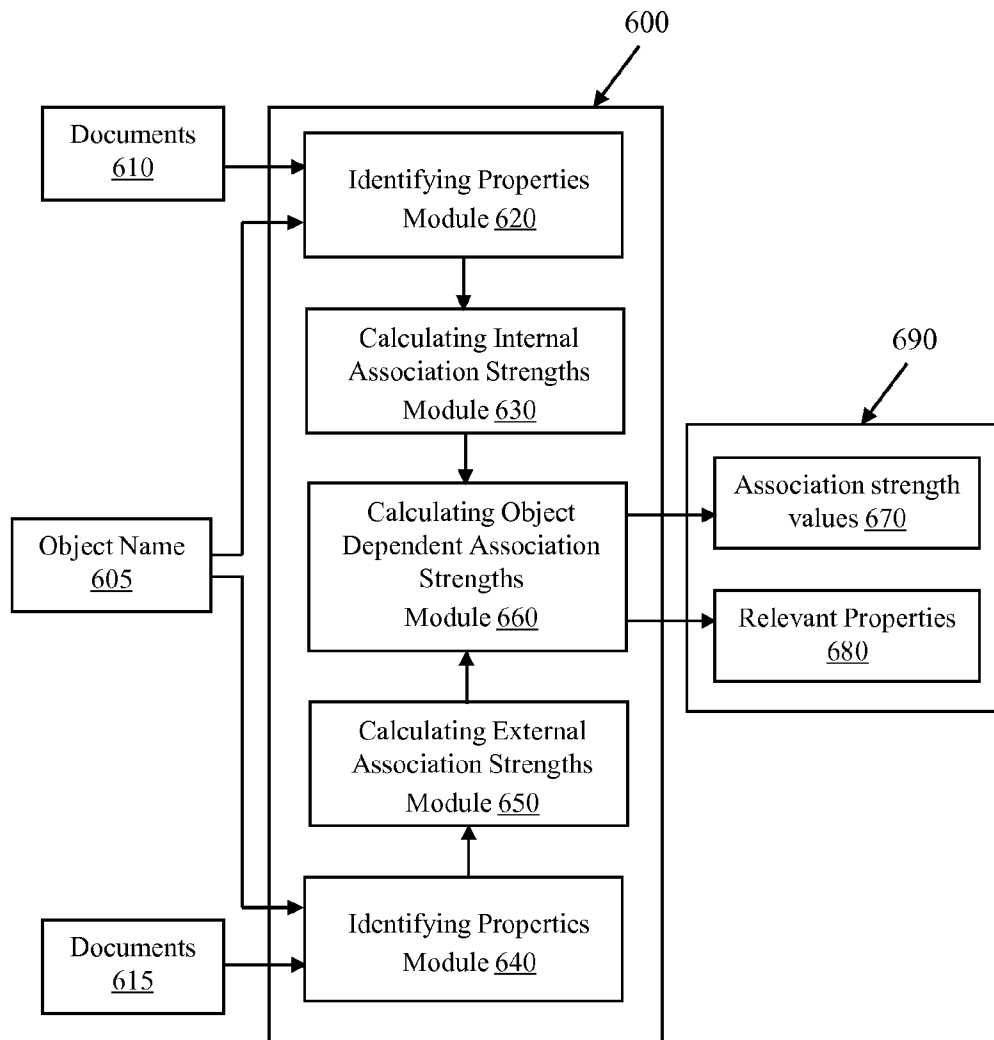 600
Documents
610
Identifying Properties
Module 620
Calculating Internal
Association Strengths
Module 630
690
Object Name
605
Calculating Object
Dependent Association
Strengths
Module 660
Association strength
values 670
Relevant Properties
680
Calculating External
Association Strengths
Module 650
Documents
615
Identifying Properties
Module 640